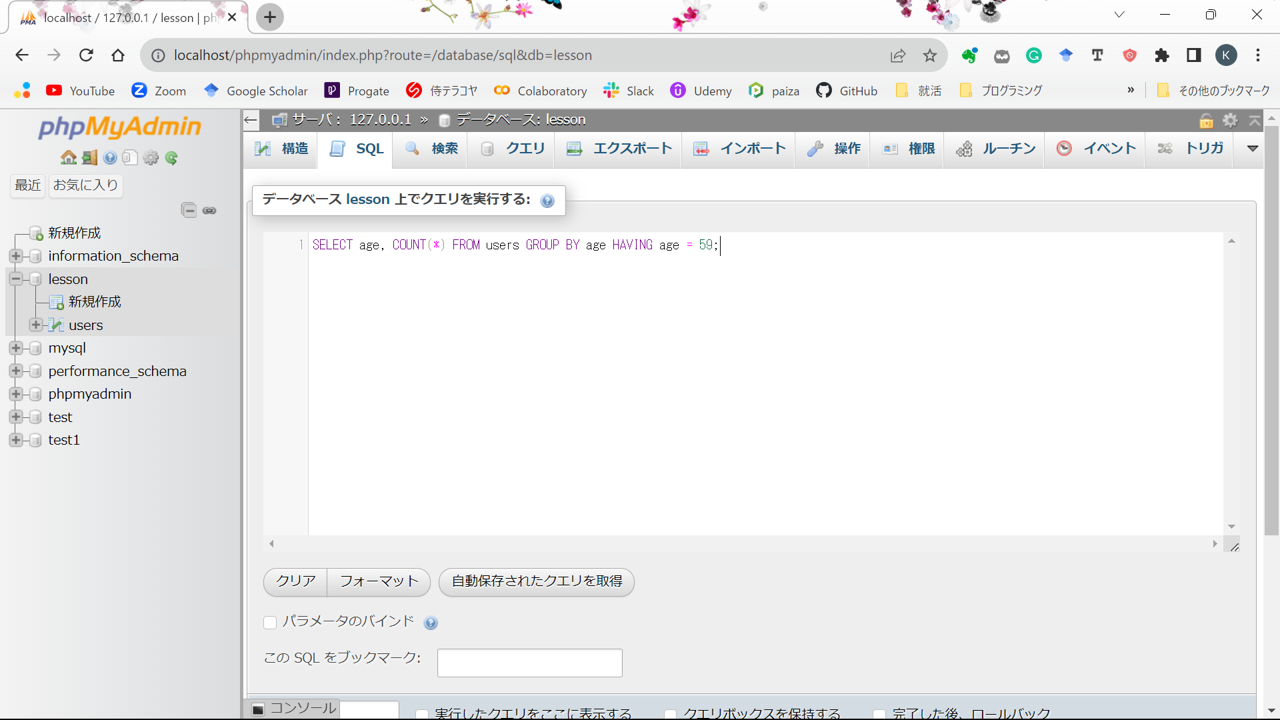 localhost / 127.0.0.1 / lesson | ph
localhost/phpmyadmin/index.php?route=/database/sql&db=lesson
K
YouTube Zoom Google Scholar Progate 侍テラコヤ Colaboratory Slack Udemy paiza GitHub 就活 プログラミング » その他のブックマーク
phpMyAdmin
最近 お気に入り
新規作成
information_schema
lesson
新規作成
users
mysql
performance_schema
phpmyadmin
test
test1
サーバ: 127.0.0.1 » データベース: lesson
構造 SQL 検索 クエリ エクスポート インポート 操作 権限 ルーチン イベント トリガ
データベース lesson 上でクエリを実行する:
1 SELECT age, COUNT(*) FROM users GROUP BY age HAVING age = 59;
クリア フォーマット 自動保存されたクエリを取得
パラメータのバインド
この SQL をブックマーク:
コンソール 実行したクエリをここに表示する クエリボックスを保持する 完了した後、ロールバック